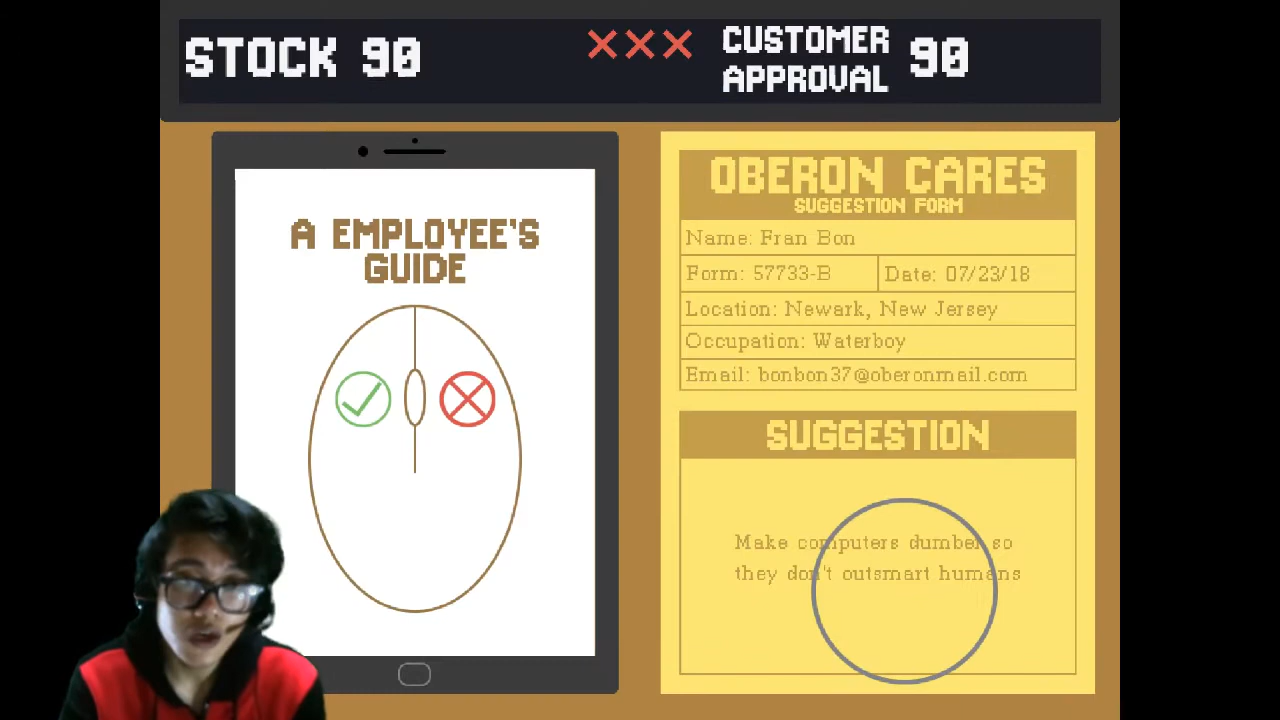 STOCK 90
XXX
CUSTOMER
APPROVAL 90
A EMPLOYEE'S
GUIDE
OBERON CARES
SUGGESTION FORM
Name: Fran Bon
Form: 57733-B
Date: 07/23/18
Location: Newark, New Jersey
Occupation: Waterboy
Email: bonbon37@oberonmail.com
SUGGESTION
Make computers dumber so
they don't outsmart humans